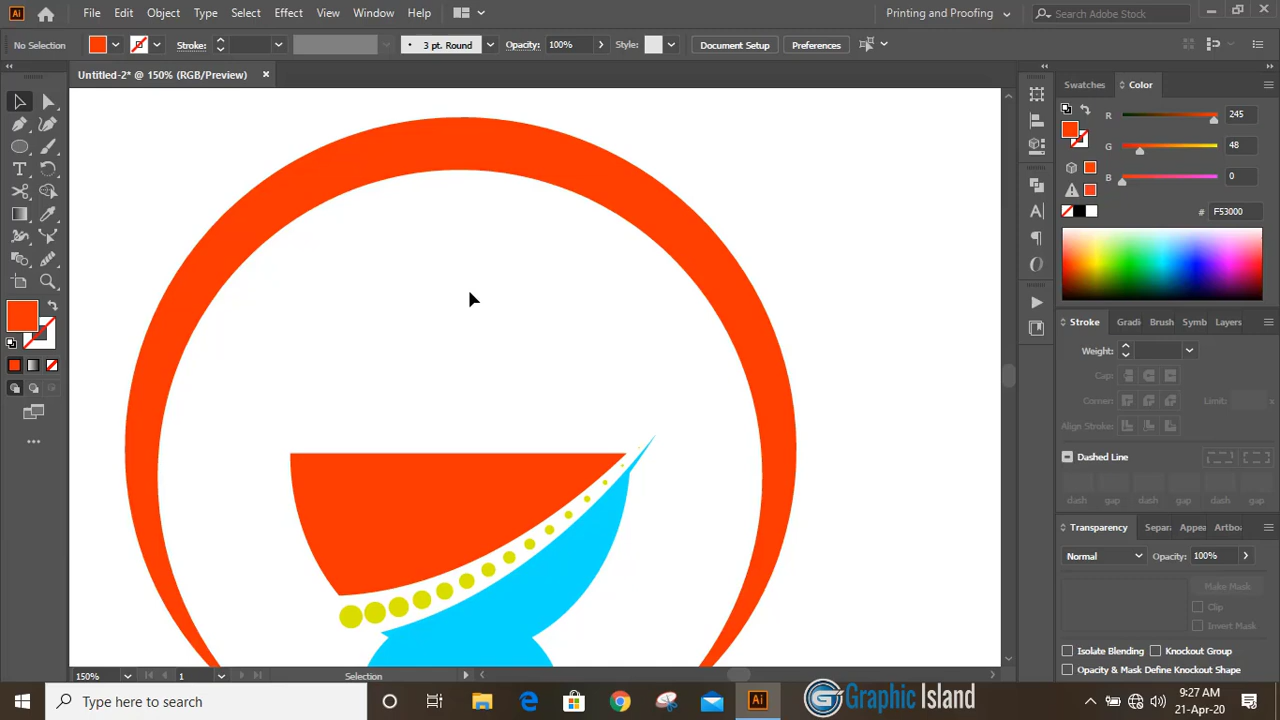 Ai File Edit Object Type Select Effect View Window Help Printing and Proofing Search Adobe Stock
No Selection Stroke: 3 pt. Round Opacity: 100% Style: Document Setup Preferences
Untitled-2* @ 150% (RGB/Preview)
Swatches Color
R 245
G 48
B 0
# F53000
Stroke Gradi Brush Symb Layers
Weight:
Cap:
Corner: Limit:
Align Stroke:
Dashed Line
dash gap dash gap dash gap
Transparency Separ Appea Artbo
Normal Opacity: 100%
Make Mask
Clip
Invert Mask
Isolate Blending Knockout Group
Opacity & Mask Define Knockout Shape
150% 1 Selection
Type here to search
Ai
Graphic Island
9:27 AM
21-Apr-20